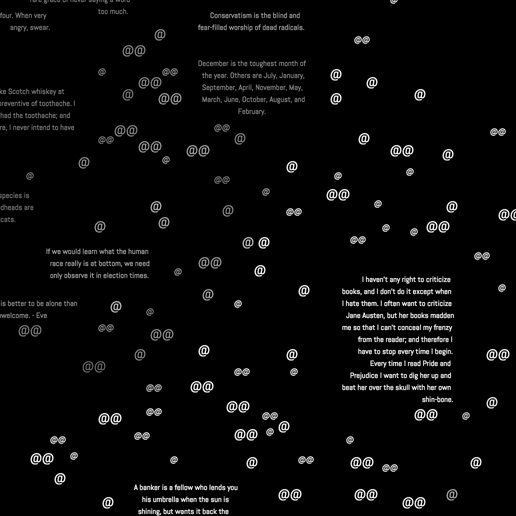 grace of never saying a word
too much.
four. When very
angry, swear.
Conservatism is the blind and
fear-filled worship of dead radicals.
December is the toughest month of
the year. Others are July, January,
September, April, November, May,
March, June, October, August, and
February.
ke Scotch whiskey at
preventive of toothache. I
had the toothache; and
I never intend to have
species is
dheads are
cats.
If we would learn what the human
race really is at bottom, we need
only observe it in election times.
is better to be alone than
welcome. - Eve
I haven't any right to criticize
books, and I don't do it except when
I hate them. I often want to criticize
Jane Austen, but her books madden
me so that I can't conceal my frenzy
from the reader; and therefore I
have to stop every time I begin.
Every time I read Pride and
Prejudice I want to dig her up and
beat her over the skull with her own
shin-bone.
A banker is a fellow who lends you
his umbrella when the sun is
shining, but wants it back the